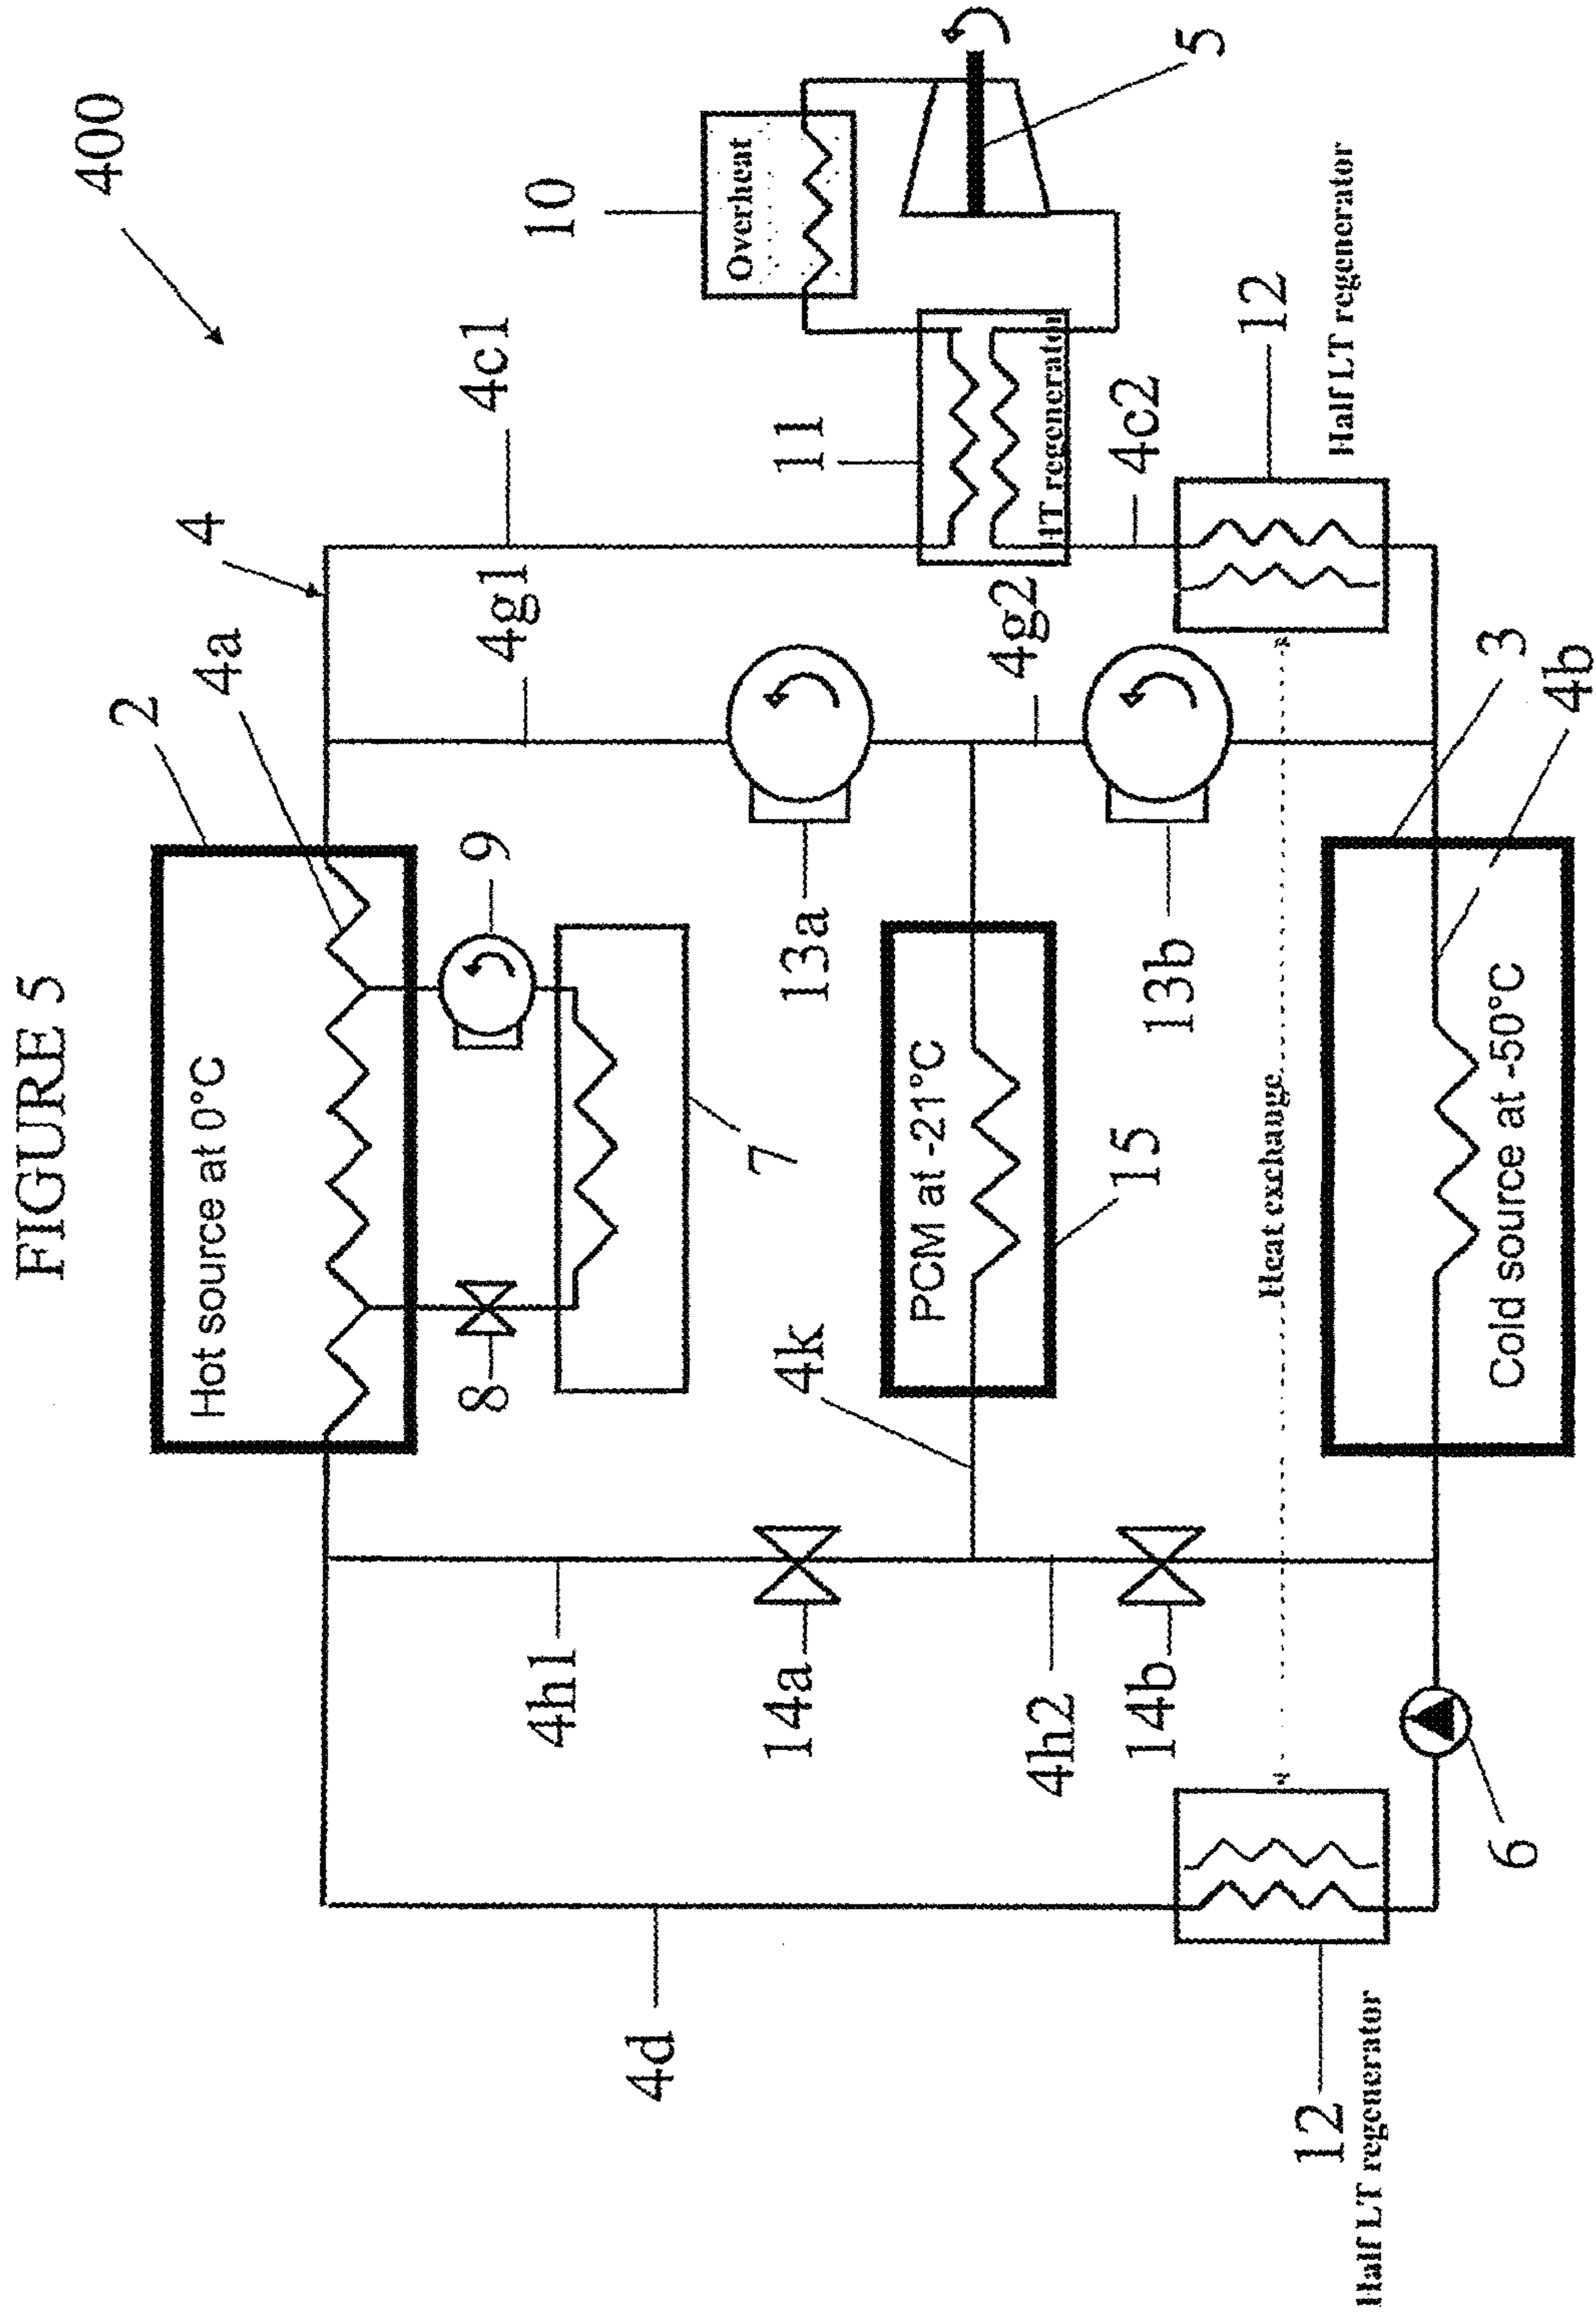 FIGURE 5
400
2
4a
4
4c1
10
Overheat
Hot source at 0°C
9
4g1
11
HT regenerator
5
8
7
4h1
13a
4g2
4c2
14a
4k
PCM at -21°C
15
4d
4h2
14b
13b
12
Half LT regenerator
Heat exchange
3
4b
Cold source at -50°C
6
12
Half LT regenerator